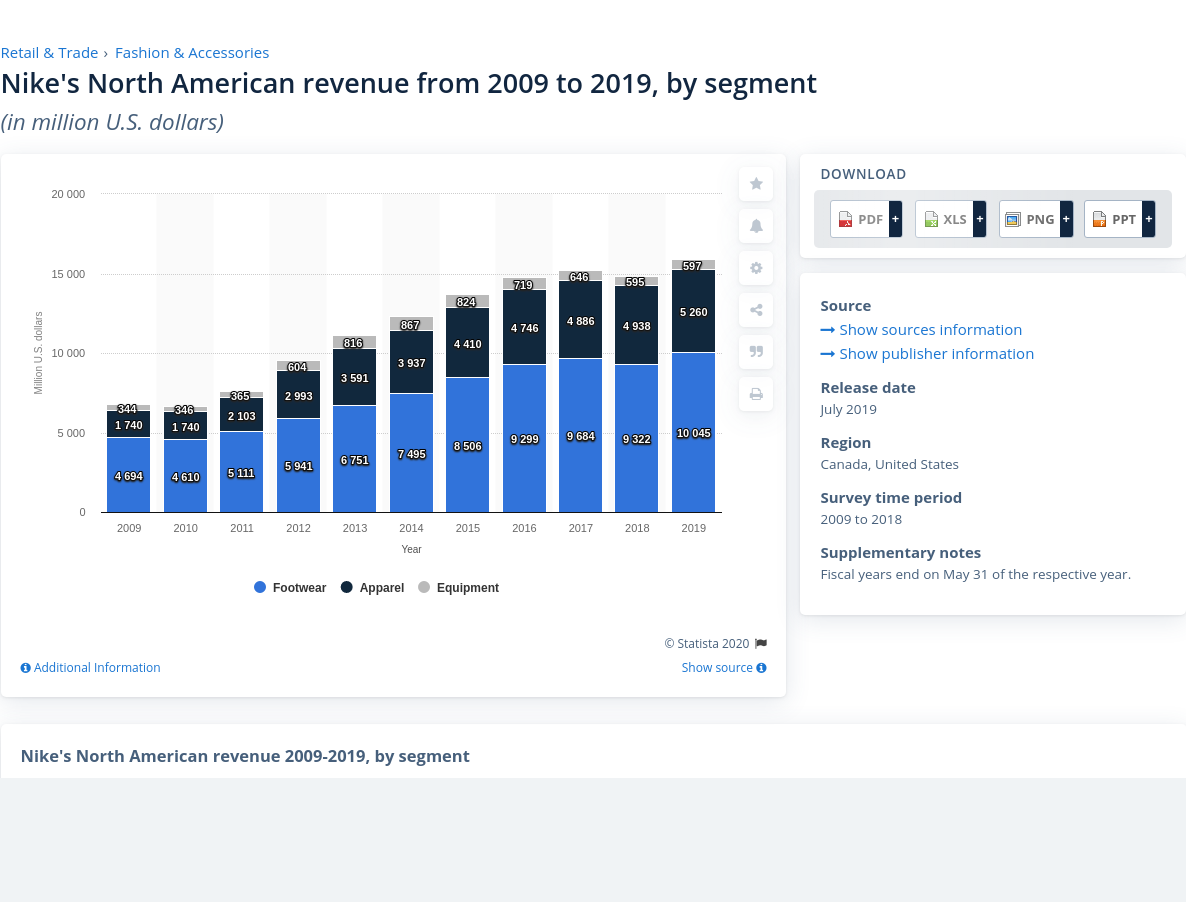 Retail & Trade › Fashion & Accessories
Nike's North American revenue from 2009 to 2019, by segment
(in million U.S. dollars)
20 000
15 000
10 000
5 000
0
Million U.S. dollars
344 346 365 604 816 867 824 719 646 595 597
1 740 1 740 2 103 2 993 3 591 3 937 4 410 4 746 4 886 4 938 5 260
4 694 4 610 5 111 5 941 6 751 7 495 8 506 9 299 9 684 9 322 10 045
2009 2010 2011 2012 2013 2014 2015 2016 2017 2018 2019
Year
Footwear Apparel Equipment
© Statista 2020
Additional Information Show source
DOWNLOAD
PDF + XLS + PNG + PPT +
Source
Show sources information
Show publisher information
Release date
July 2019
Region
Canada, United States
Survey time period
2009 to 2018
Supplementary notes
Fiscal years end on May 31 of the respective year.
Nike's North American revenue 2009-2019, by segment